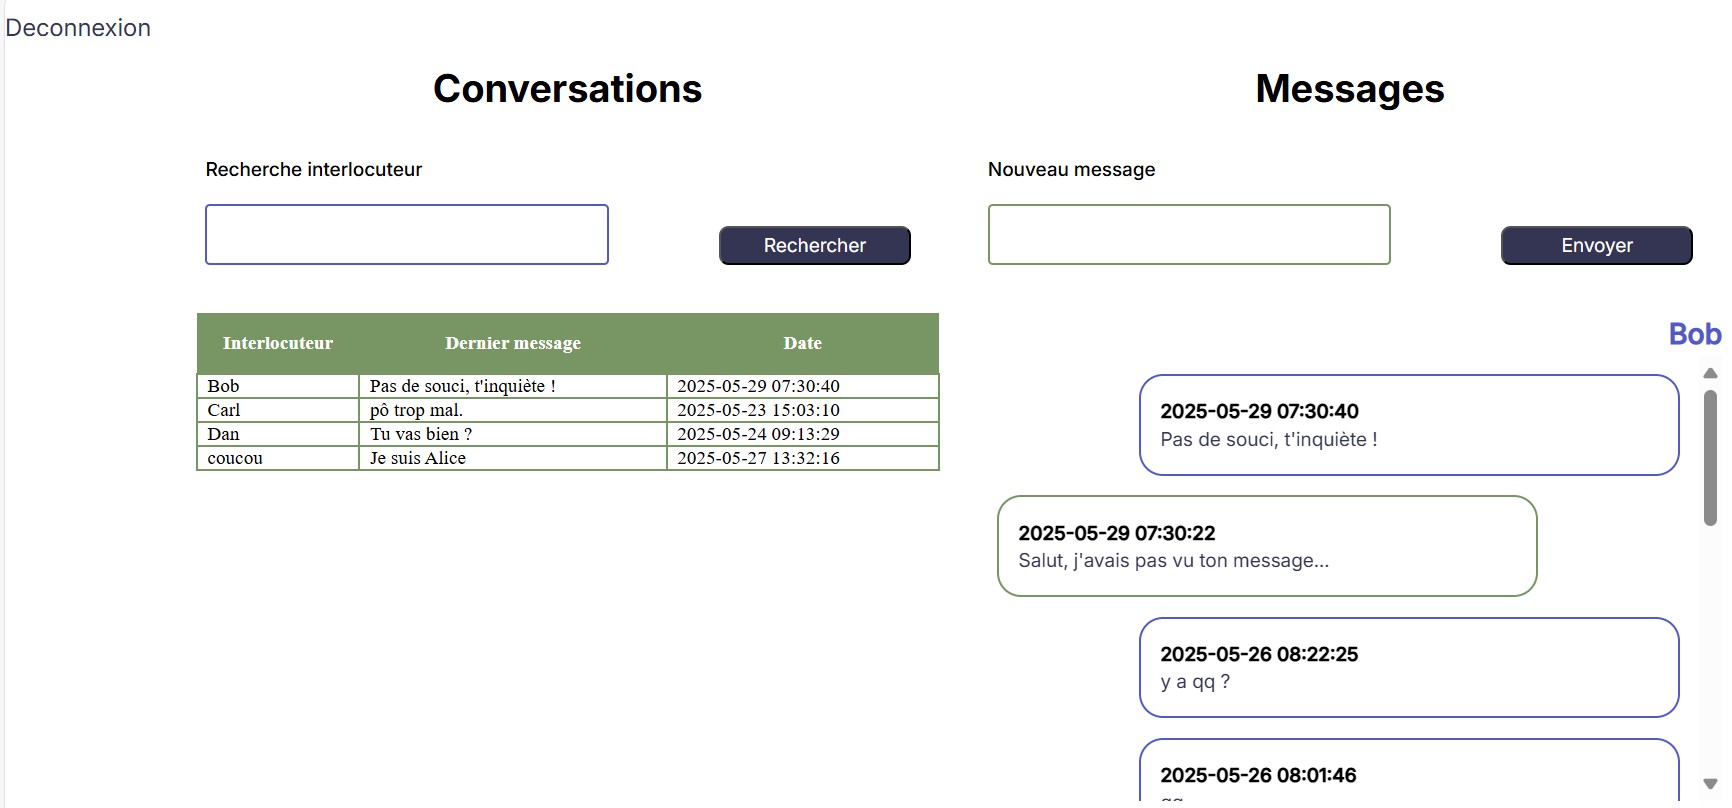 Deconnexion
Conversations
Recherche interlocuteur
Rechercher
Interlocuteur Dernier message Date
Bob Pas de souci, t'inquiète ! 2025-05-29 07:30:40
Carl pô trop mal. 2025-05-23 15:03:10
Dan Tu vas bien ? 2025-05-24 09:13:29
coucou Je suis Alice 2025-05-27 13:32:16
Messages
Nouveau message
Envoyer
Bob
2025-05-29 07:30:40
Pas de souci, t'inquiète !
2025-05-29 07:30:22
Salut, j'avais pas vu ton message...
2025-05-26 08:22:25
y a qq ?
2025-05-26 08:01:46